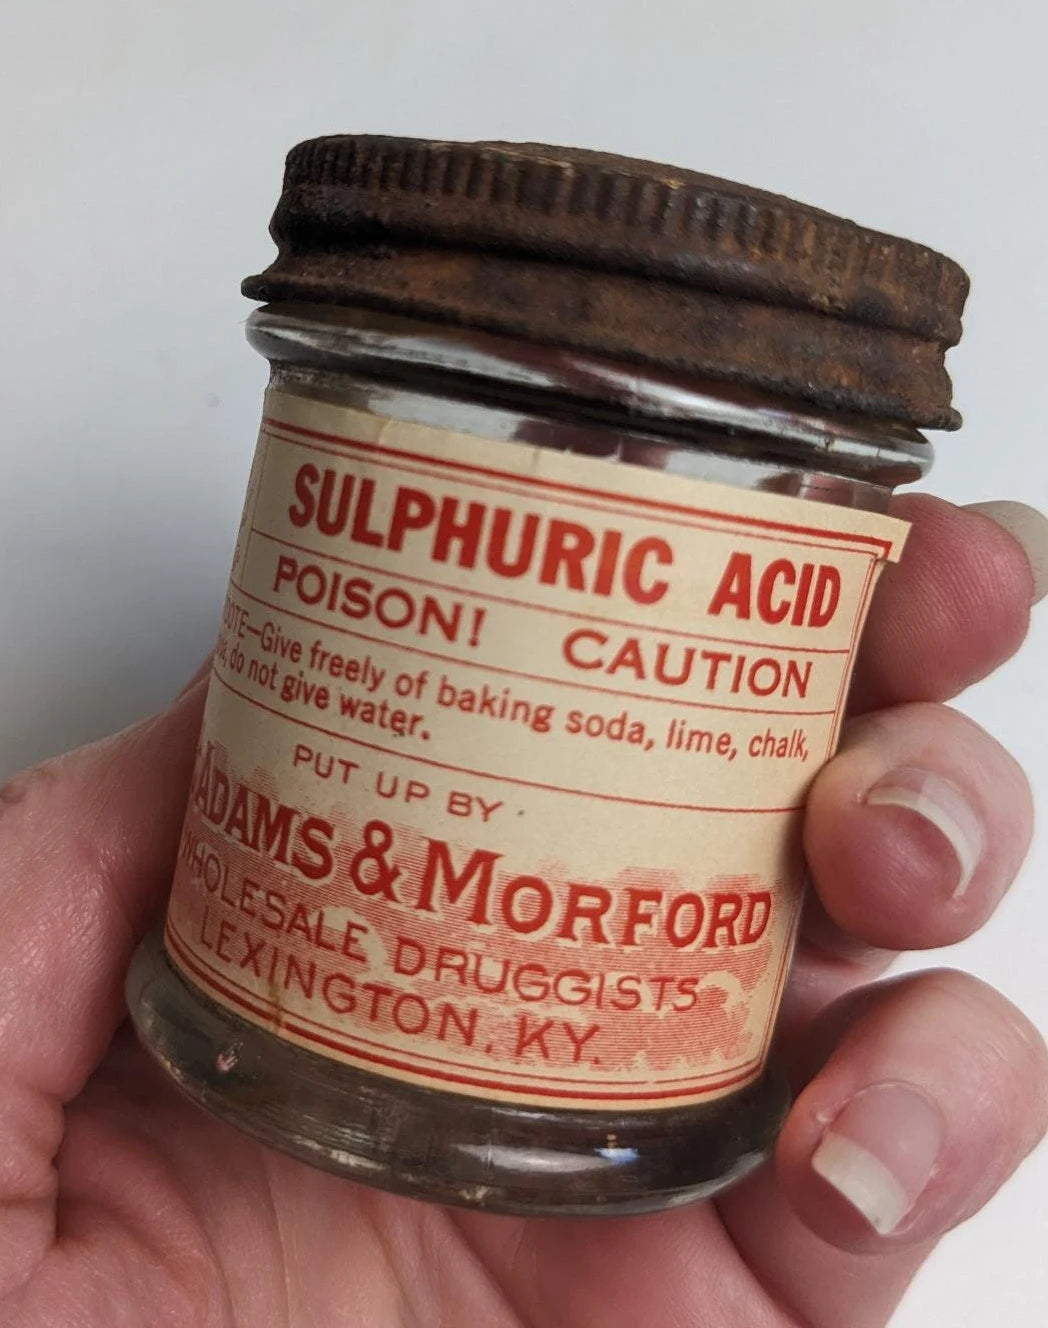 SULPHURIC ACID
POISON! CAUTION
Give freely of baking soda, lime, chalk,
do not give water.
PUT UP BY
ADAMS & MORFORD
WHOLESALE DRUGGISTS
LEXINGTON, KY.